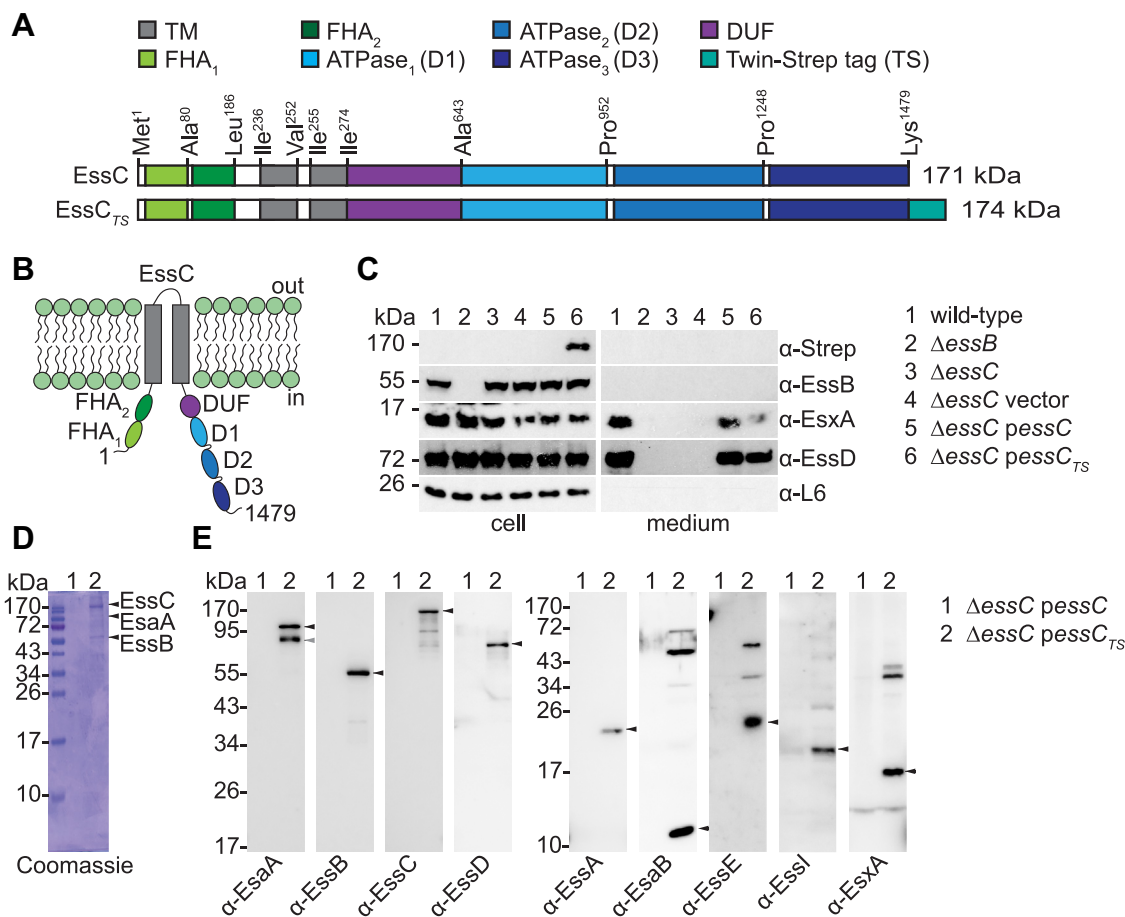 A
TM
FHA₂
ATPase₂ (D2)
DUF
FHA₁
ATPase₁ (D1)
ATPase₃ (D3)
Twin-Strep tag (TS)
Met¹
Ala⁸⁰
Leu¹⁸⁶
Ile²³⁶
Val²⁵²
Ile²⁵⁵
Ile²⁷⁴
Ala⁶⁴³
Pro⁹⁵²
Pro¹²⁴⁸
Lys¹⁴⁷⁹
EssC 171 kDa
EssC_TS 174 kDa
B
EssC
out
in
FHA₂
DUF
FHA₁
D1
1
D2
D3
1479
C
kDa 1 2 3 4 5 6 1 2 3 4 5 6
170 α-Strep
55 α-EssB
17 α-EsxA
72 α-EssD
26 α-L6
cell medium
1 wild-type
2 ΔessB
3 ΔessC
4 ΔessC vector
5 ΔessC pessC
6 ΔessC pessC_TS
D
kDa 1 2
170
72
43
34
26
17
10
EssC
EsaA
EssB
Coomassie
E
kDa 1 2 1 2 1 2 1 2 1 2 1 2 1 2 1 2 1 2
170
95
55
43
34
26
17
170
72
43
34
26
17
10
α-EsaA
α-EssB
α-EssC
α-EssD
α-EssA
α-EsaB
α-EssE
α-EssI
α-EsxA
1 ΔessC pessC
2 ΔessC pessC_TS